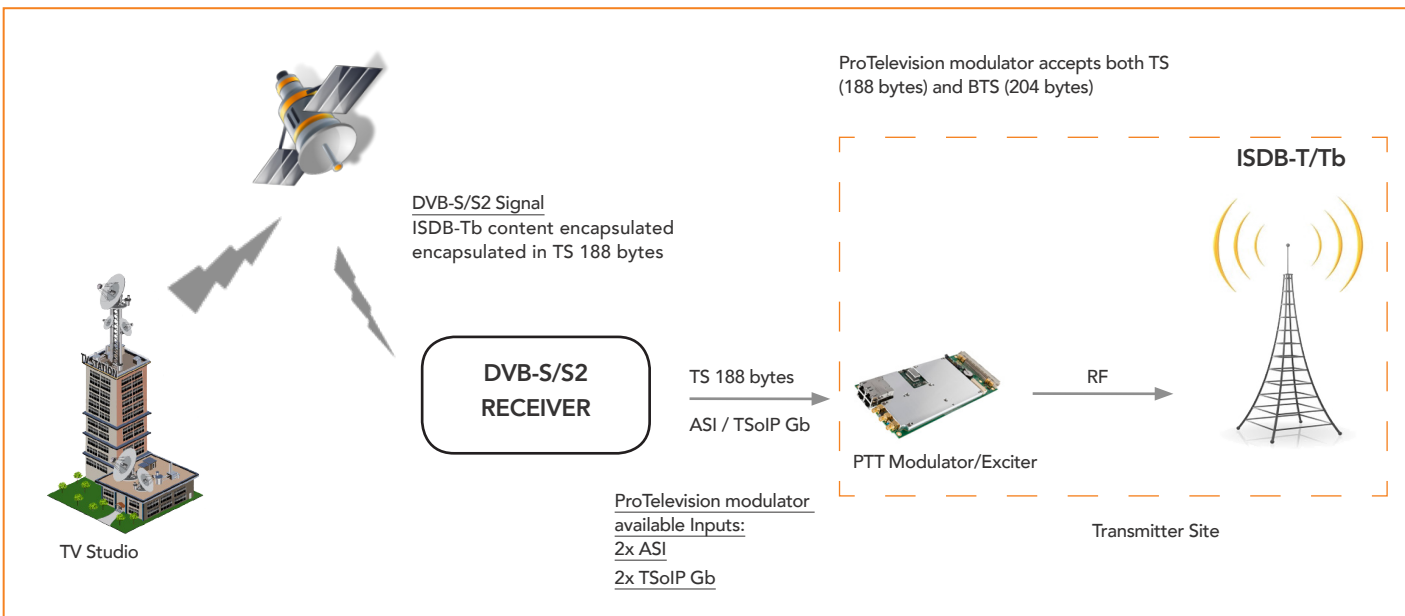 ProTelevision modulator accepts both TS
(188 bytes) and BTS (204 bytes)
ISDB-T/Tb
DVB-S/S2 Signal
ISDB-Tb content encapsulated
encapsulated in TS 188 bytes
TV STATION
DVB-S/S2
RECEIVER
TS 188 bytes
ASI / TSoIP Gb
RF
PTT Modulator/Exciter
ProTelevision modulator
available Inputs:
2x ASI
2x TSoIP Gb
Transmitter Site
TV Studio